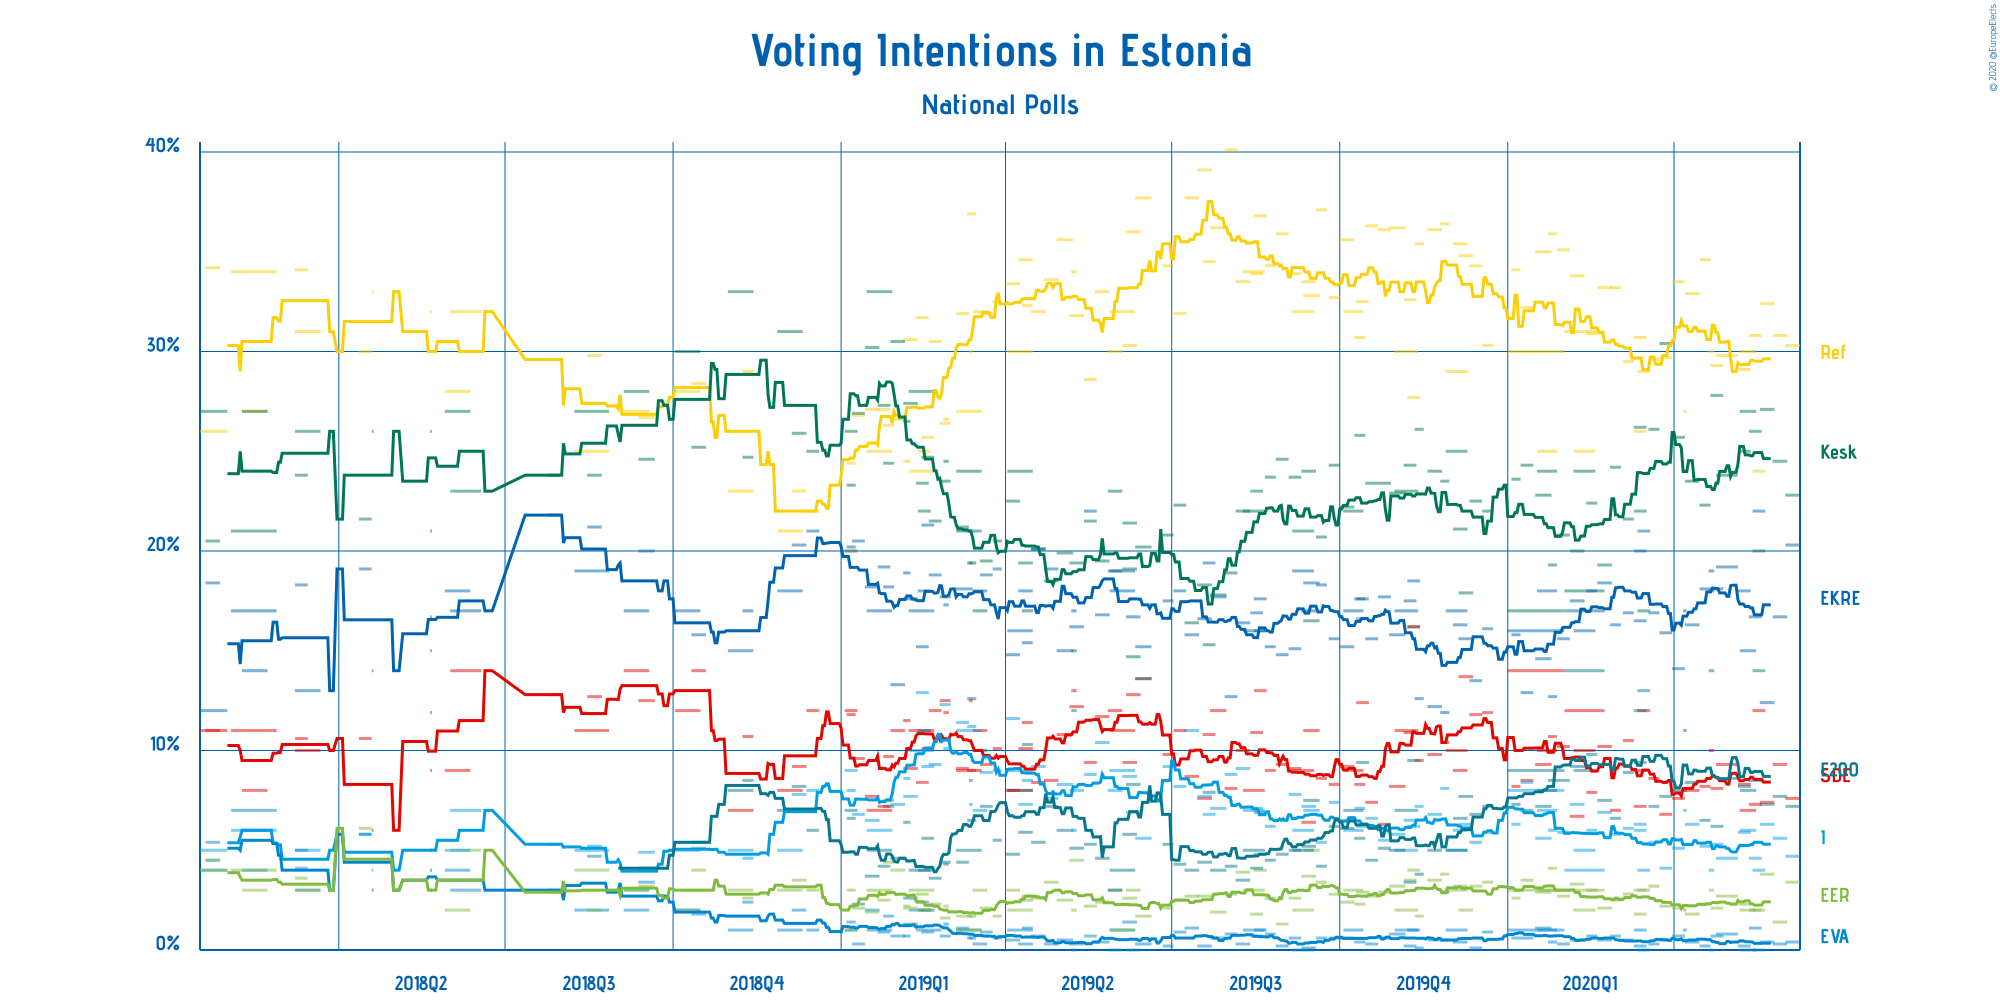 Voting Intentions in Estonia
National Polls
© 2020 @EuropeElects
40%
30%
20%
10%
0%
Ref
Kesk
EKRE
E200
SDE
I
EER
EVA
2018Q2
2018Q3
2018Q4
2019Q1
2019Q2
2019Q3
2019Q4
2020Q1